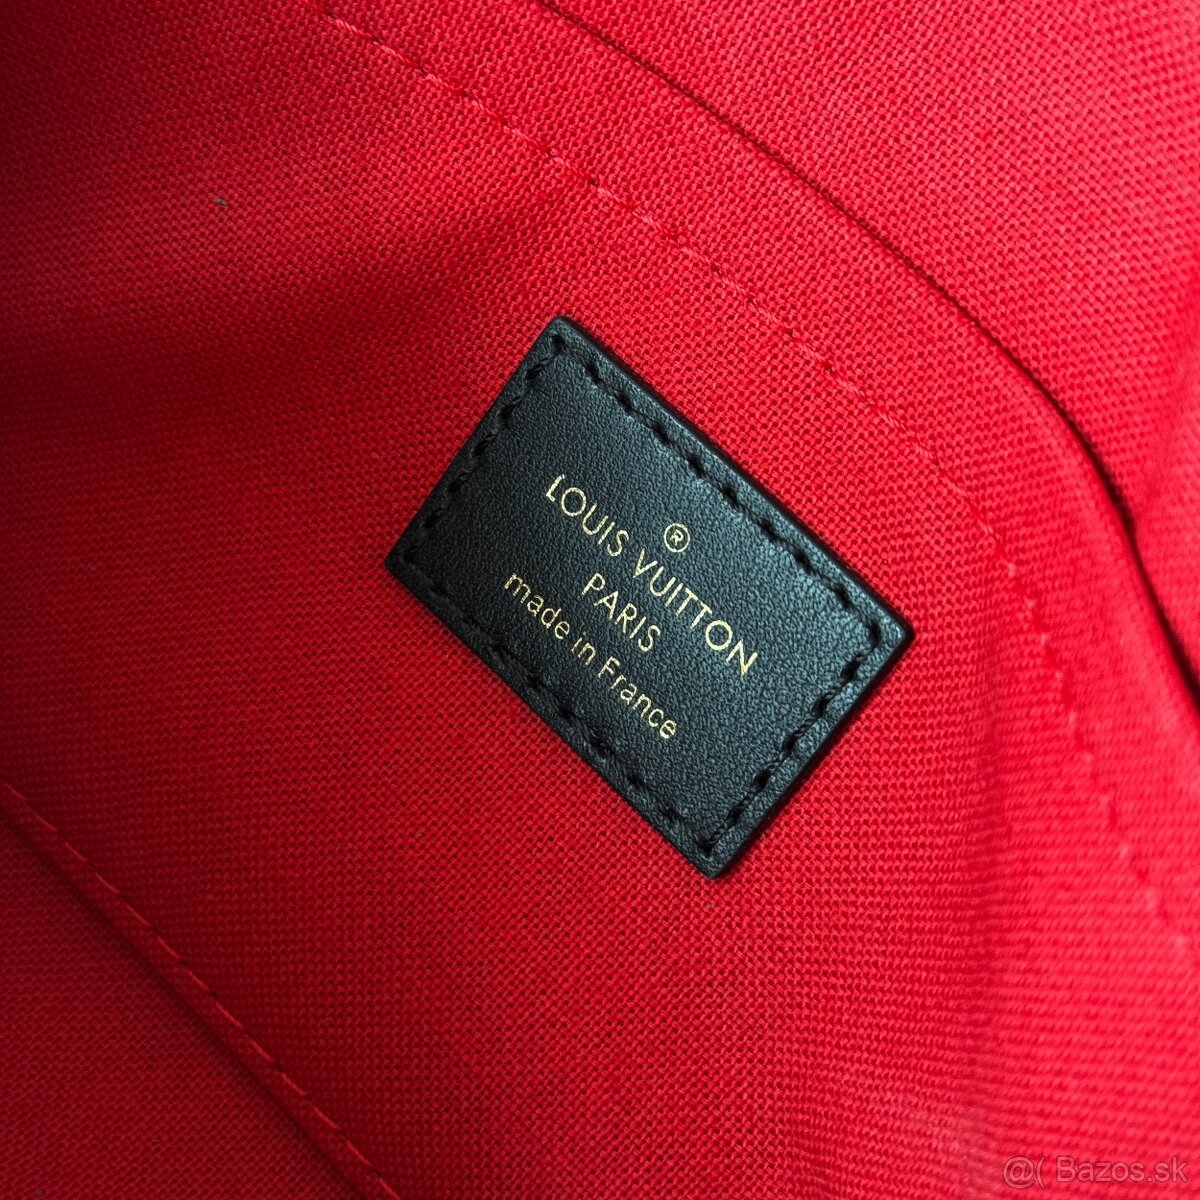 ®
LOUIS VUITTON
PARIS
made in France
@( Bazos.sk